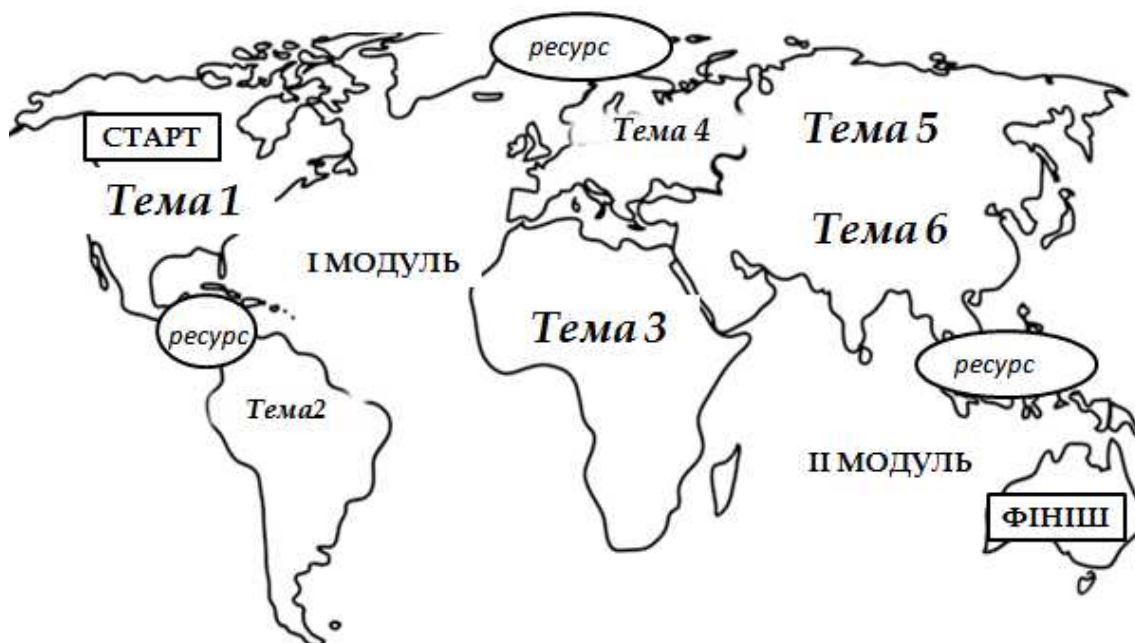 ресурс
СТАРТ
Тема 4
Тема 5
Тема 1
Тема 6
І МОДУЛЬ
ресурс
Тема 3
ресурс
Тема2
ІІ МОДУЛЬ
ФІНІШ